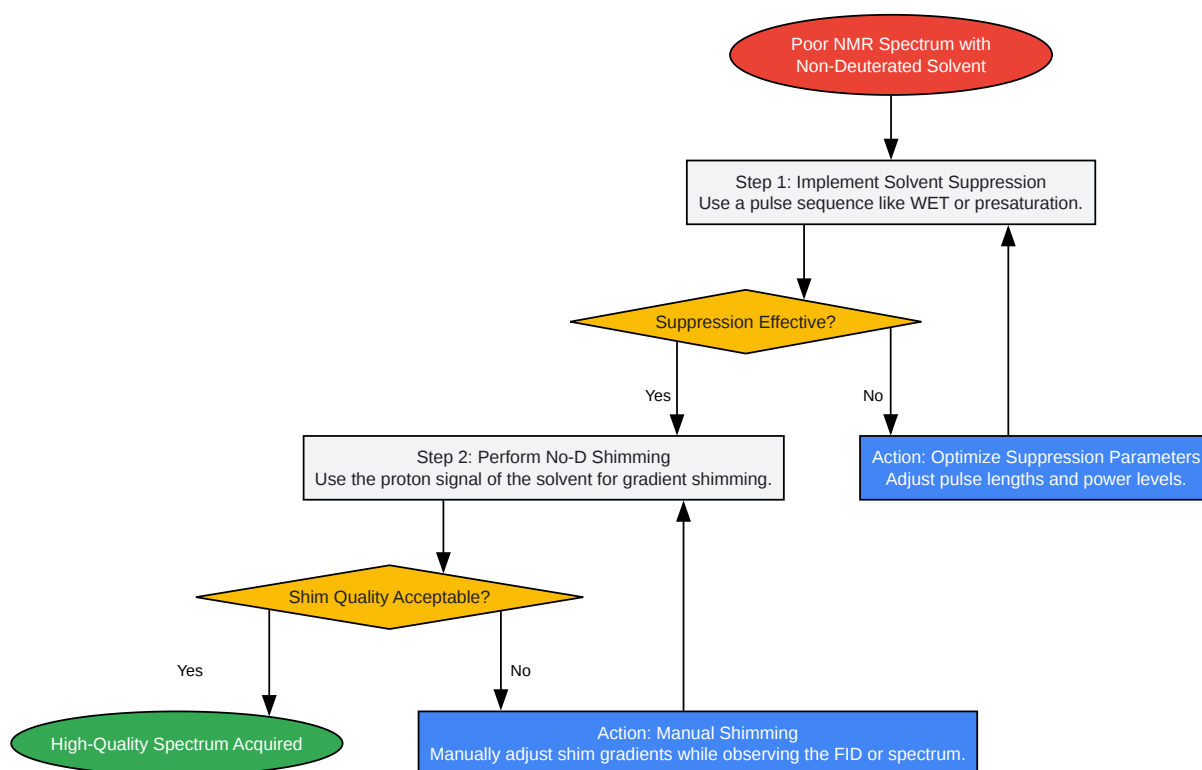 Poor NMR Spectrum with
Non-Deuterated Solvent
Step 1: Implement Solvent Suppression
Use a pulse sequence like WET or presaturation.
Suppression Effective?
Yes
No
Step 2: Perform No-D Shimming
Use the proton signal of the solvent for gradient shimming.
Action: Optimize Suppression Parameters
Adjust pulse lengths and power levels.
Shim Quality Acceptable?
Yes
No
High-Quality Spectrum Acquired
Action: Manual Shimming
Manually adjust shim gradients while observing the FID or spectrum.